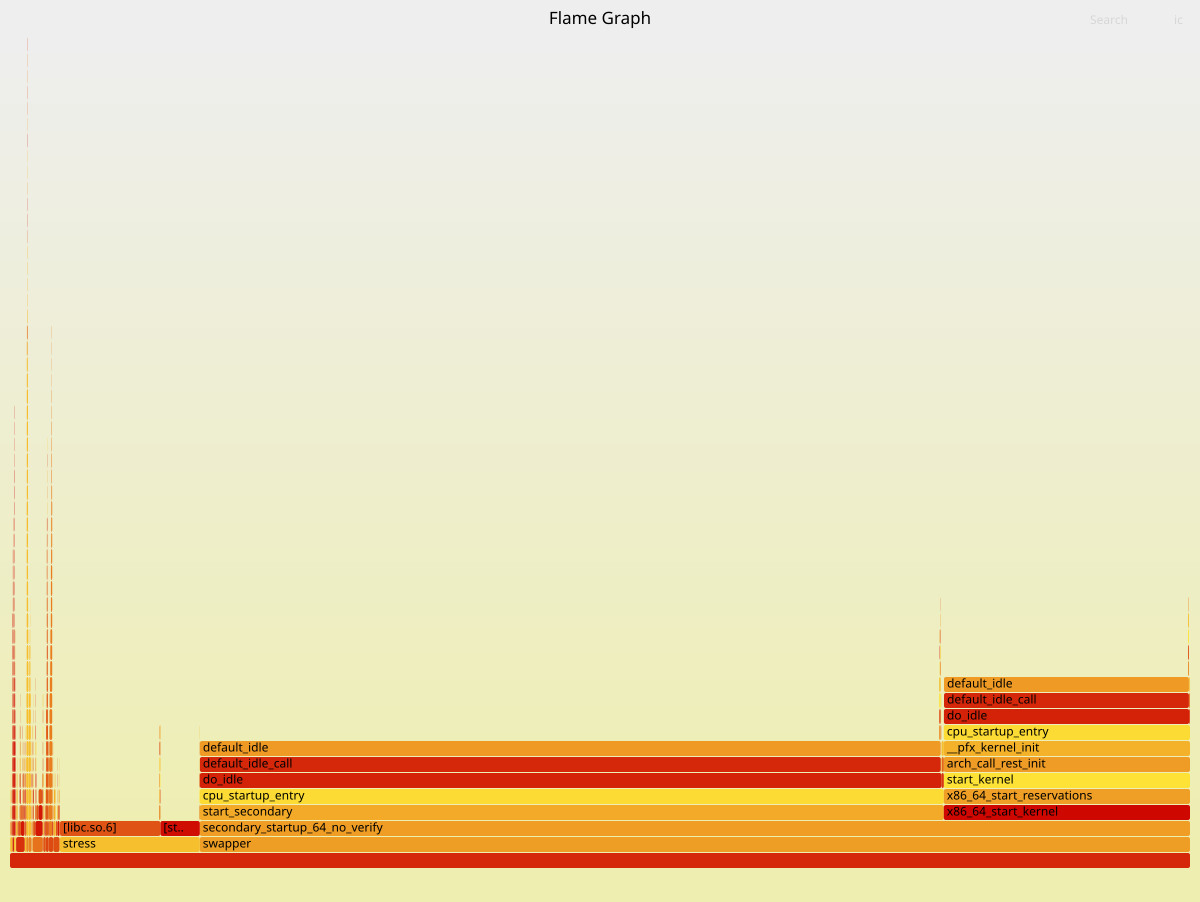 Flame Graph
Search
ic
default_idle
default_idle_call
do_idle
cpu_startup_entry
default_idle
__pfx_kernel_init
default_idle_call
arch_call_rest_init
do_idle
start_kernel
cpu_startup_entry
x86_64_start_reservations
start_secondary
x86_64_start_kernel
[libc.so.6]
[st..
secondary_startup_64_no_verify
stress
swapper